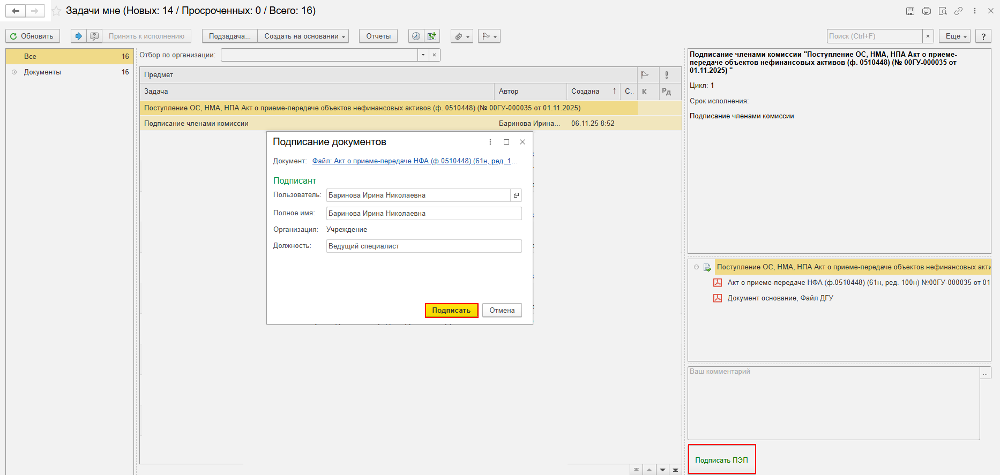 Задачи мне (Новых: 14 / Просроченных: 0 / Всего: 16)
Обновить
Принять к исполнению
Подзадача...
Создать на основании
Отчеты
Поиск (Ctrl+F)
×
Еще
?
Все 16
Документы 16
Отбор по организации:
×
Предмет
Задача Автор Создана ↑ С.. К Рд
Поступление ОС, НМА, НПА Акт о приеме-передаче объектов нефинансовых активов (ф. 0510448) (№ 00ГУ-000035 от 01.11.2025)
Подписание членами комиссии Баринова Ирина... 06.11.25 8:52
Подписание документов
Документ: Файл: Акт о приеме-передаче НФА (ф.0510448) (61н, ред. 1...
Подписант
Пользователь: Баринова Ирина Николаевна
Полное имя: Баринова Ирина Николаевна
Организация: Учреждение
Должность: Ведущий специалист
Подписать
Отмена
Подписание членами комиссии "Поступление ОС, НМА, НПА Акт о приеме-
передаче объектов нефинансовых активов (ф. 0510448) (№ 00ГУ-000035 от
01.11.2025) "
Цикл: 1
Срок исполнения:
Подписание членами комиссии
Поступление ОС, НМА, НПА Акт о приеме-передаче объектов нефинансовых акти
Акт о приеме-передаче НФА (ф.0510448) (61н, ред. 100н) №00ГУ-000035 от 01
Документ основание, Файл ДГУ
Ваш комментарий
...
Подписать ПЭП